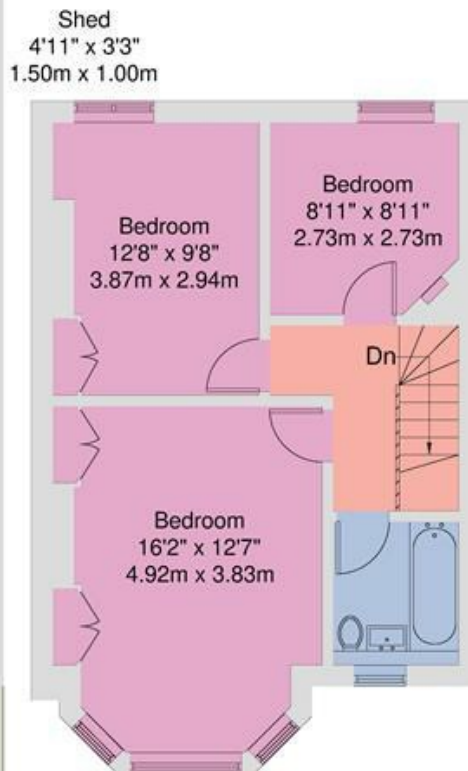 Shed
4'11" x 3'3"
1.50m x 1.00m
Bedroom
8'11" x 8'11"
2.73m x 2.73m
Bedroom
12'8" x 9'8"
3.87m x 2.94m
Dn
Bedroom
16'2" x 12'7"
4.92m x 3.83m